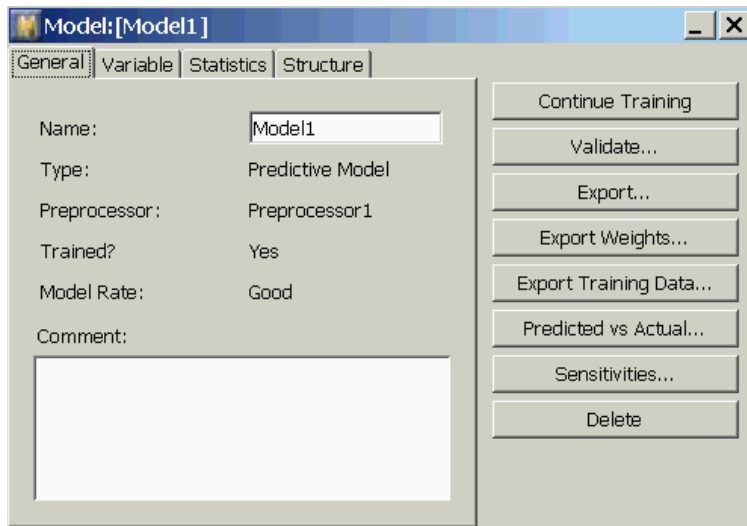 Model:[Model1]
General Variable Statistics Structure
Name: Model1
Type: Predictive Model
Preprocessor: Preprocessor1
Trained? Yes
Model Rate: Good
Comment:
Continue Training
Validate...
Export...
Export Weights...
Export Training Data...
Predicted vs Actual...
Sensitivities...
Delete